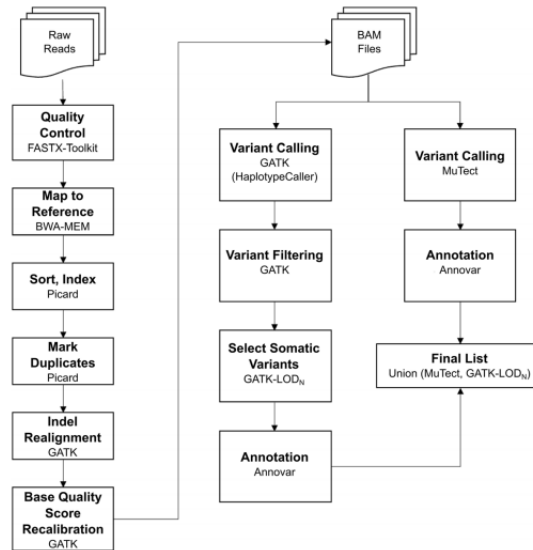 Raw
Reads
Quality
Control
FASTX-Toolkit
Map to
Reference
BWA-MEM
Sort, Index
Picard
Mark
Duplicates
Picard
Indel
Realignment
GATK
Base Quality
Score
Recalibration
GATK
BAM
Files
Variant Calling
GATK
(HaplotypeCaller)
Variant Filtering
GATK
Select Somatic
Variants
GATK-LODN
Annotation
Annovar
Variant Calling
MuTect
Annotation
Annovar
Final List
Union (MuTect, GATK-LODN)